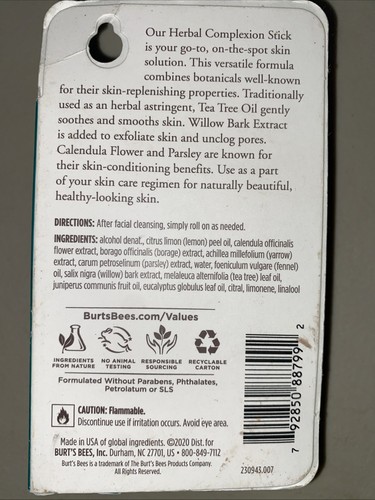 Our Herbal Complexion Stick
is your go-to, on-the-spot skin
solution. This versatile formula
combines botanicals well-known
for their skin-replenishing properties. Traditionally
used as an herbal astringent, Tea Tree Oil gently
soothes and smooths skin. Willow Bark Extract
is added to exfoliate skin and unclog pores.
Calendula Flower and Parsley are known for
their skin-conditioning benefits. Use as a part
of your skin care regimen for naturally beautiful,
healthy-looking skin.
DIRECTIONS: After facial cleansing, simply roll on as needed.
INGREDIENTS: alcohol denat., citrus limon (lemon) peel oil, calendula officinalis
flower extract, borago officinalis (borage) extract, achillea millefolium (yarrow)
extract, carum petroselinum (parsley) extract, water, foeniculum vulgare (fennel)
oil, salix nigra (willow) bark extract, melaleuca alternifolia (tea tree) leaf oil,
juniperus communis fruit oil, eucalyptus globulus leaf oil, citral, limonene, linalool
BurtsBees.com/Values
INGREDIENTS
FROM NATURE
NO ANIMAL
TESTING
RESPONSIBLE
SOURCING
RECYCLABLE
CARTON
Formulated Without Parabens, Phthalates,
Petrolatum or SLS
CAUTION: Flammable.
Discontinue use if irritation occurs. Avoid eye area.
Made in USA of global ingredients. ©2020 Dist. for
BURT'S BEES, Inc. Durham, NC 27701, US • 800-849-7112
Burt's Bees is a trademark of The Burt's Bees Products Company.
All Rights Reserved.
230943.007
7 92850 88799 2